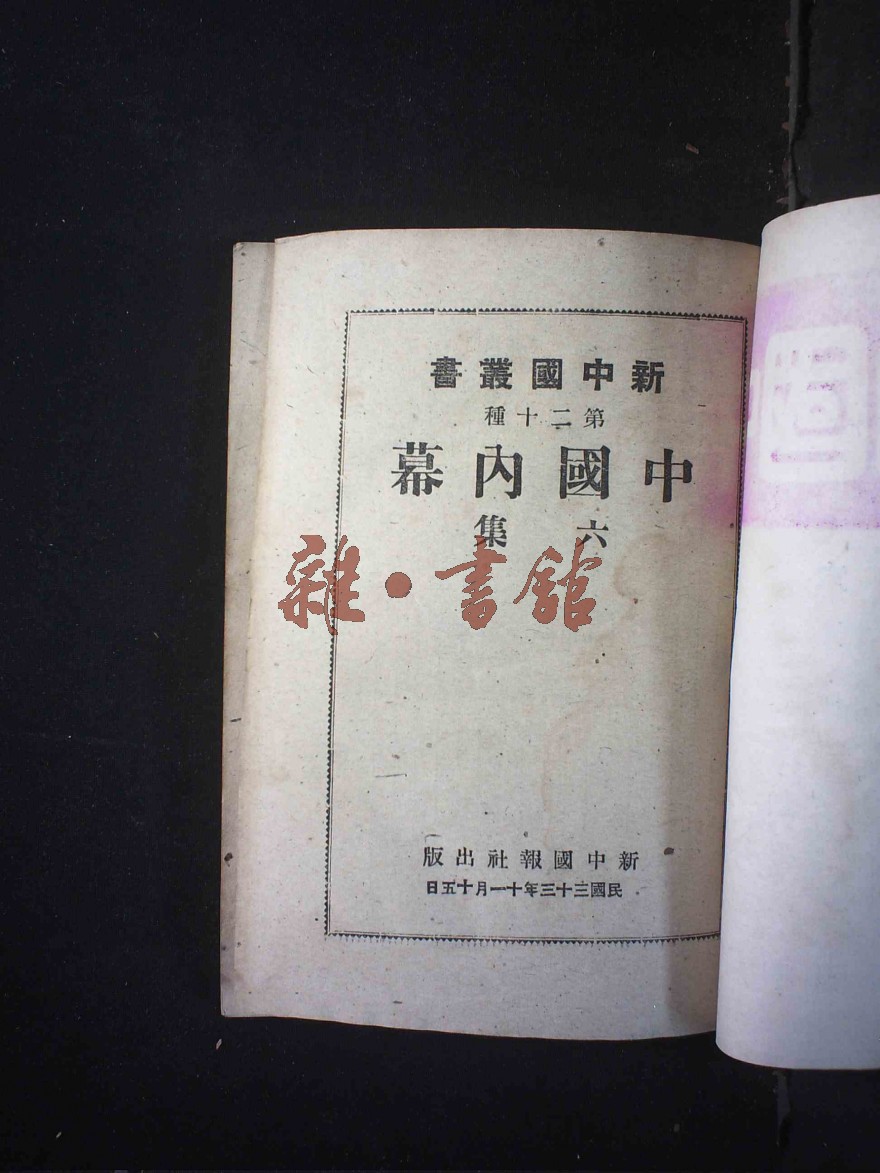 新中國叢書
第二十種
中國內幕
六集
雜·書館
新中國報社出版
民國三十三年十一月十五日